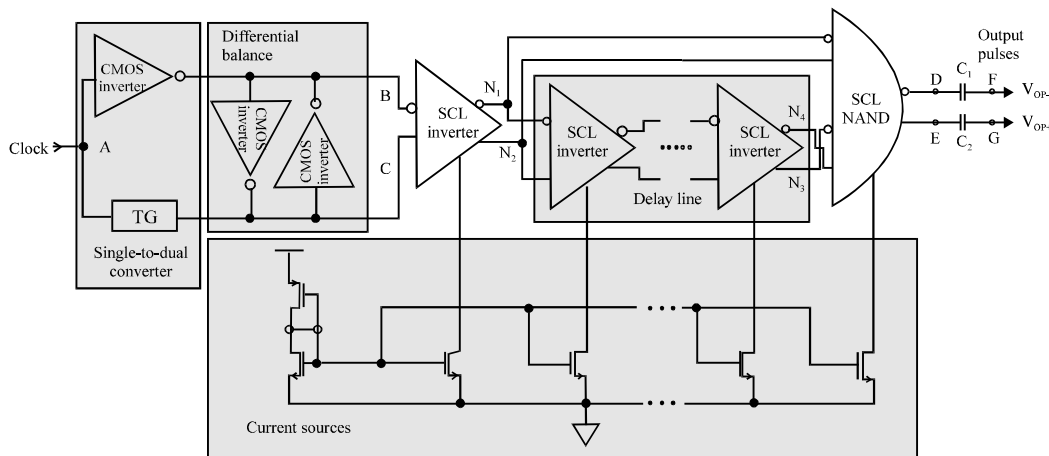 Differential
balance
Output
pulses
CMOS
inverter
CMOS
inverter
CMOS
inverter
Clock
A
B
C
TG
Single-to-dual
converter
SCL
inverter
N1
N2
SCL
inverter
SCL
inverter
Delay line
N4
N3
SCL
NAND
D
C1
F
VOP-
E
C2
G
VOP-
Current sources